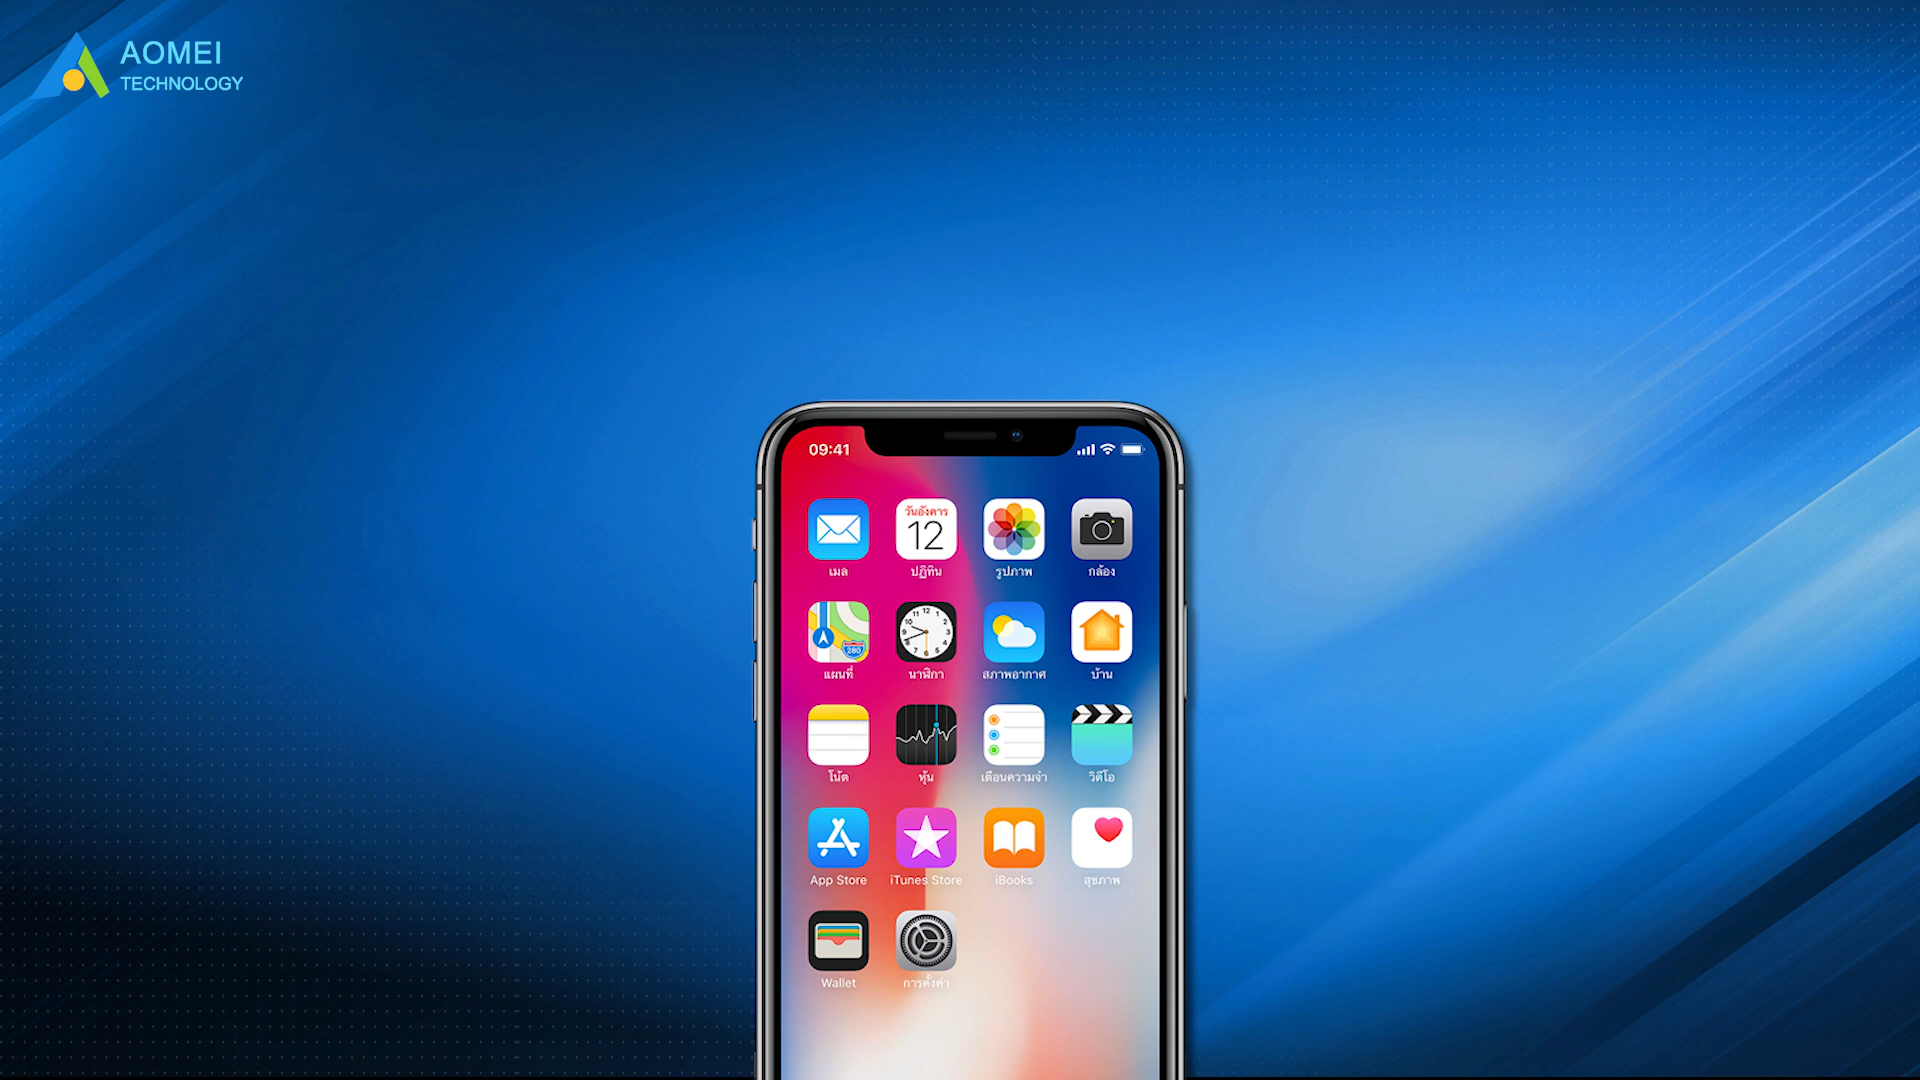 AOMEI
TECHNOLOGY
09:41
วันอังคาร
12
เมล
ปฏิทิน
รูปภาพ
กล้อง
280
แผนที่
นาฬิกา
สภาพอากาศ
บ้าน
โน้ต
หุ้น
เตือนความจำ
วิดีโอ
App Store
iTunes Store
iBooks
สุขภาพ
Wallet
การตั้งค่า